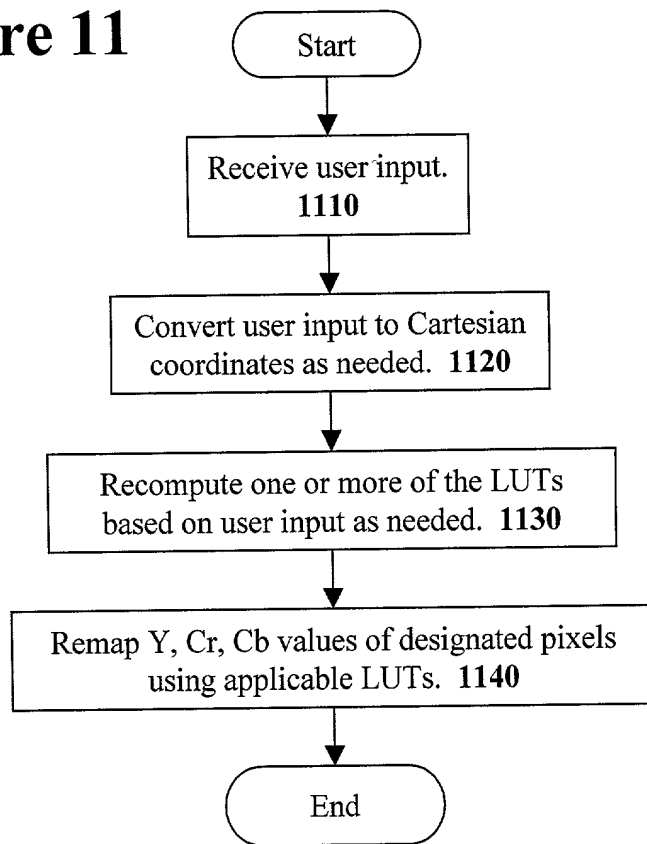 re 11
Start
Receive user input.
1110
Convert user input to Cartesian
coordinates as needed. 1120
Recompute one or more of the LUTs
based on user input as needed. 1130
Remap Y, Cr, Cb values of designated pixels
using applicable LUTs. 1140
End